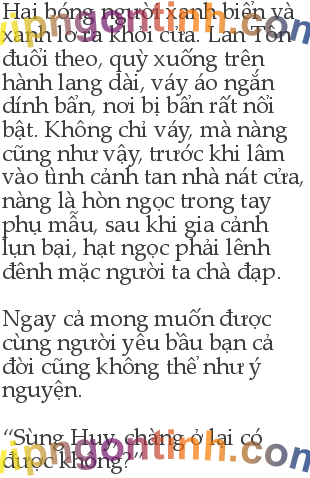 Hai bóng người xanh biển và
xanh lơ ra khỏi cửa. Lan Tôn
đuổi theo, quỳ xuống trên
hành lang dài, váy áo ngắn
dính bẩn, nơi bị bẩn rất nổi
bật. Không chỉ váy, mà nàng
cũng như vậy, trước khi lâm
vào tình cảnh tan nhà nát cửa,
nàng là hòn ngọc trong tay
phụ mẫu, sau khi gia cảnh
lụn bại, hạt ngọc phải lênh
đênh mặc người ta chà đạp.
Ngay cả mong muốn được
cùng người yêu bầu bạn cả
đời cũng không thể như ý
nguyện.
“Sùng Huy, chàng ở lại có
được không?”
vipngontinh.com